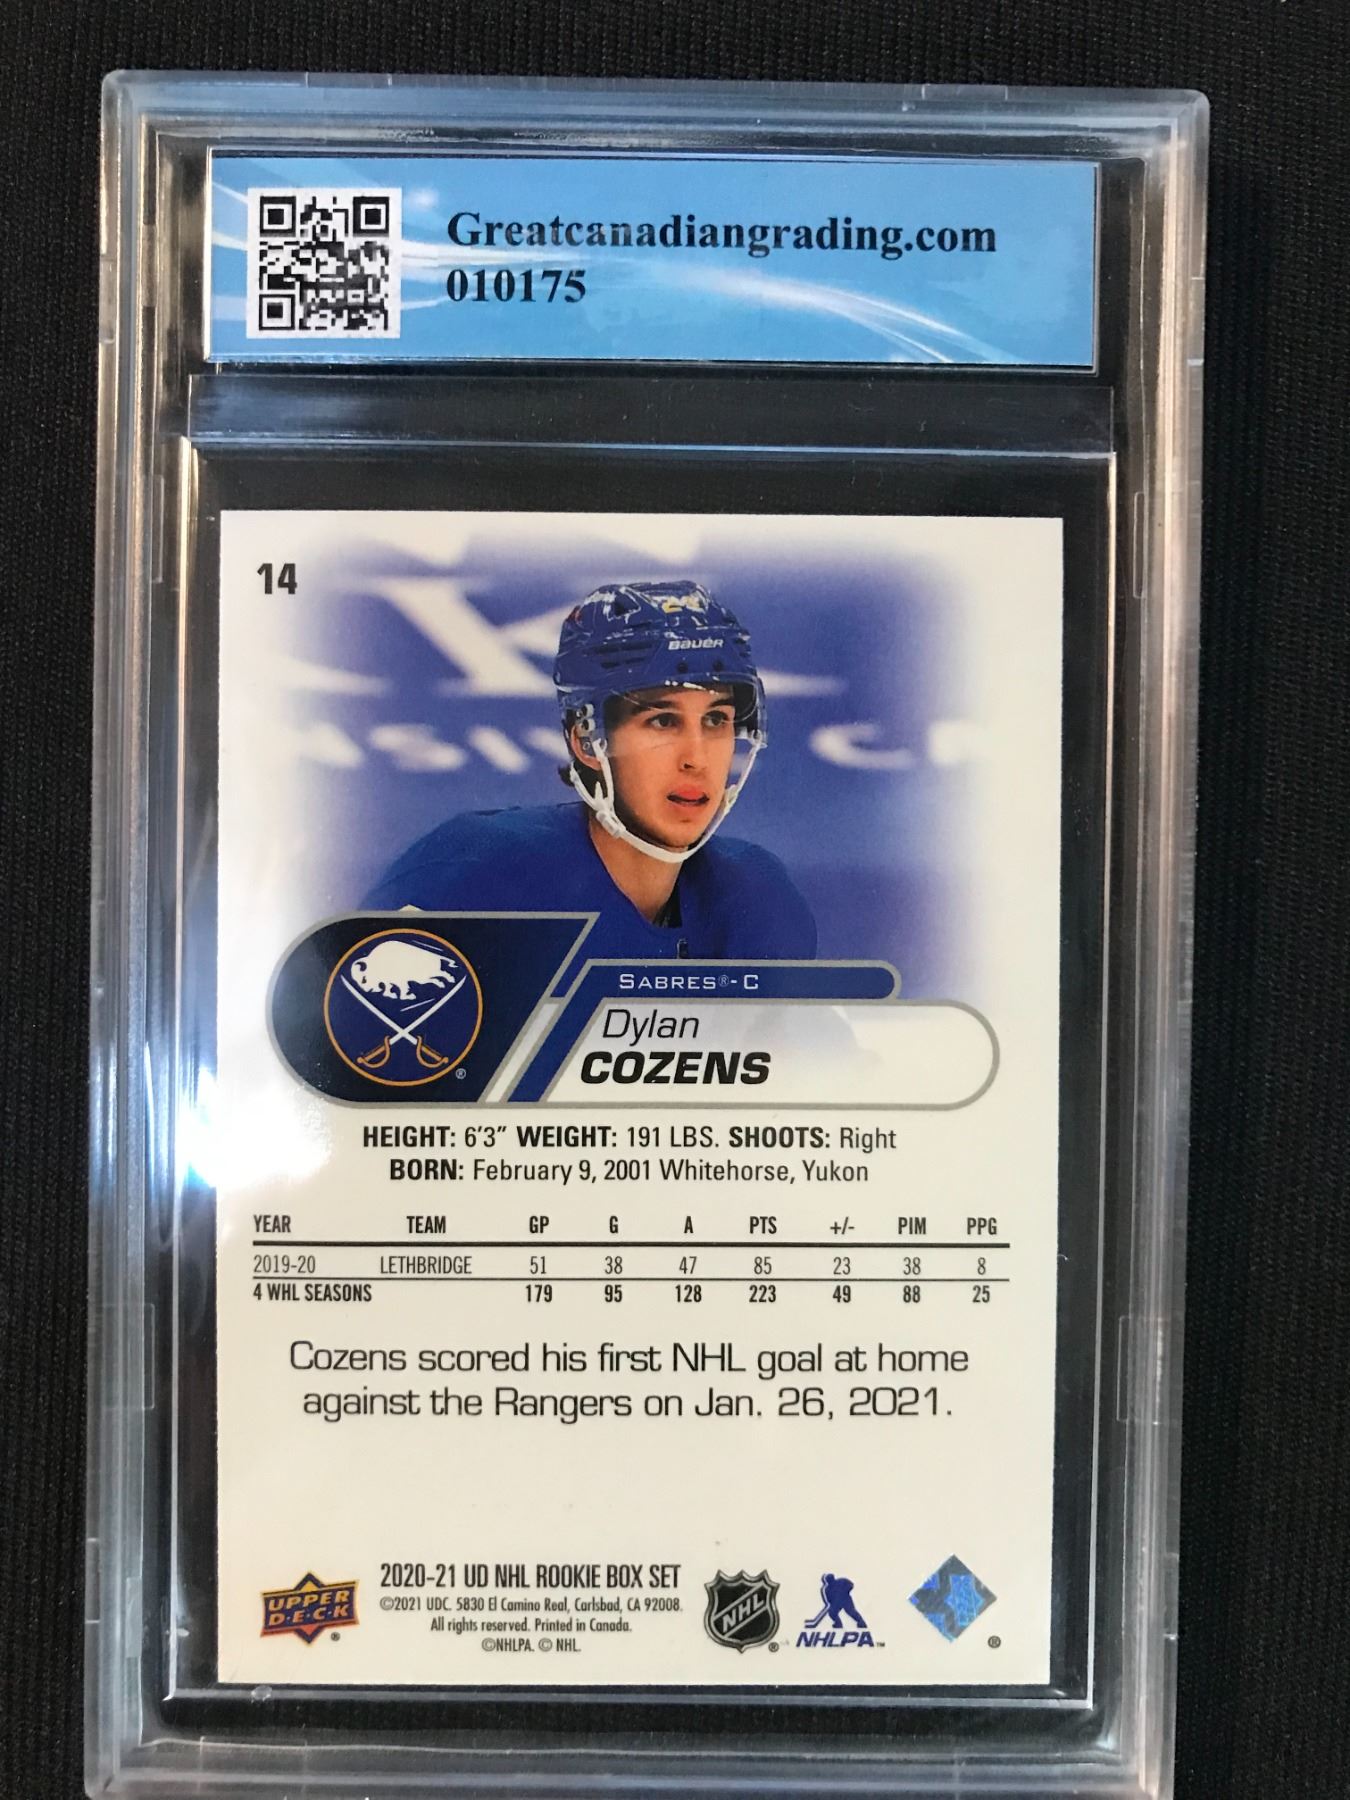 Greatcanadiangrading.com
010175
14
BAUER
SABRES®-C
Dylan
COZENS
®
HEIGHT: 6'3" WEIGHT: 191 LBS. SHOOTS: Right
BORN: February 9, 2001 Whitehorse, Yukon
YEAR TEAM GP G A PTS +/- PIM PPG
2019-20 LETHBRIDGE 51 38 47 85 23 38 8
4 WHL SEASONS 179 95 128 223 49 88 25
Cozens scored his first NHL goal at home
against the Rangers on Jan. 26, 2021.
UPPER
D·E·C·K
®
2020-21 UD NHL ROOKIE BOX SET
©2021 UDC. 5830 El Camino Real, Carlsbad, CA 92008.
All rights reserved. Printed in Canada.
©NHLPA. © NHL.
NHL
®
NHLPA™
®